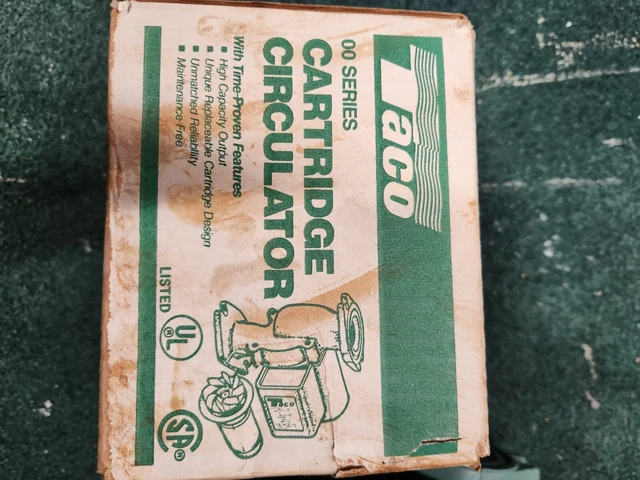 Taco
00 SERIES
CARTRIDGE
CIRCULATOR
With Time-Proven Features
▪ High Capacity Output
▪ Unique Replaceable Cartridge Design
▪ Unmatched Reliability
▪ Maintenance Free
LISTED
UL
®
Taco
SA
®